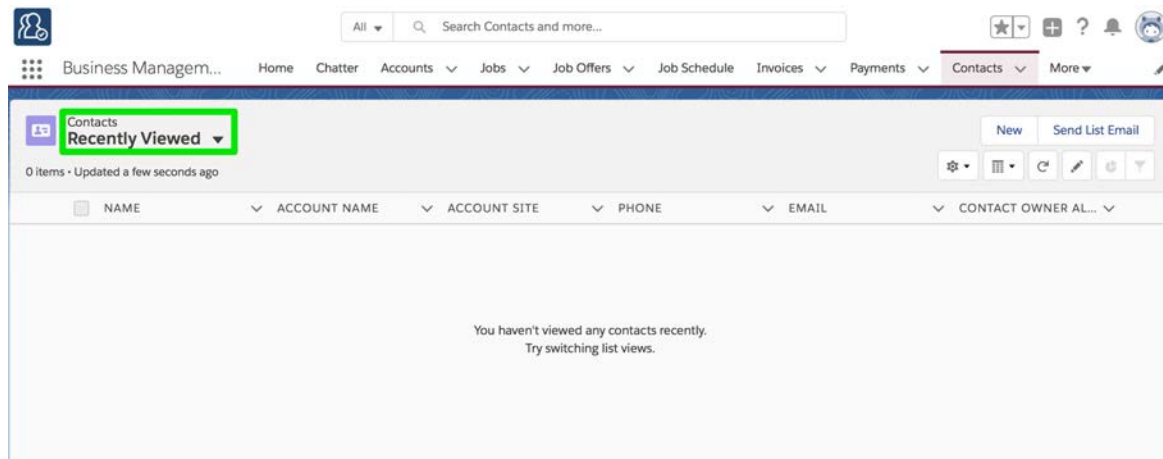 All
Search Contacts and more...
?
Business Managem...
Home
Chatter
Accounts
Jobs
Job Offers
Job Schedule
Invoices
Payments
Contacts
More
Contacts
Recently Viewed
New
Send List Email
0 items • Updated a few seconds ago
NAME
ACCOUNT NAME
ACCOUNT SITE
PHONE
EMAIL
CONTACT OWNER AL...
You haven't viewed any contacts recently.
Try switching list views.